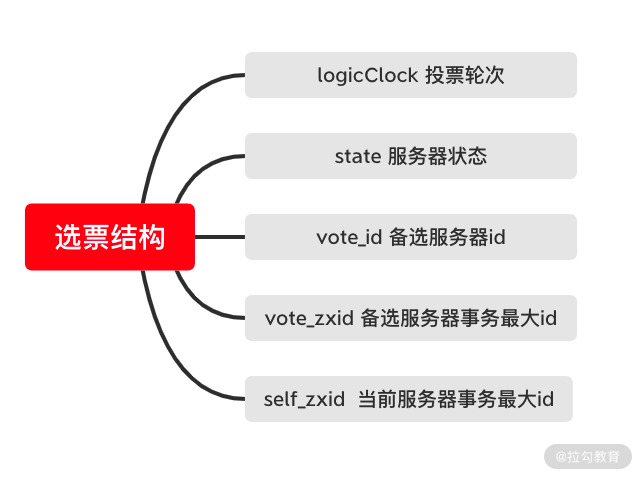 logicClock 投票轮次
state 服务器状态
选票结构
vote_id 备选服务器id
vote_zxid 备选服务器事务最大id
self_zxid 当前服务器事务最大id
@拉勾教育